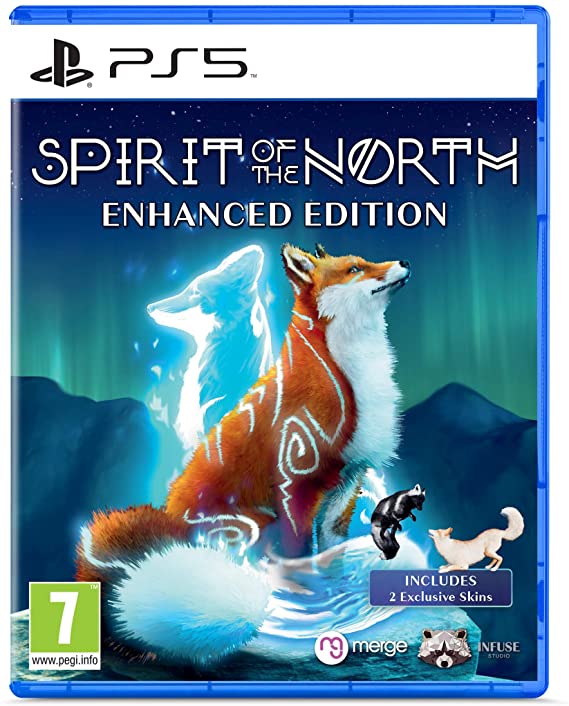 PS5
SPIRIT OF THE NORTH
ENHANCED EDITION
INCLUDES
2 Exclusive Skins
7
www.pegi.info
merge
INFUSE
STUDIO